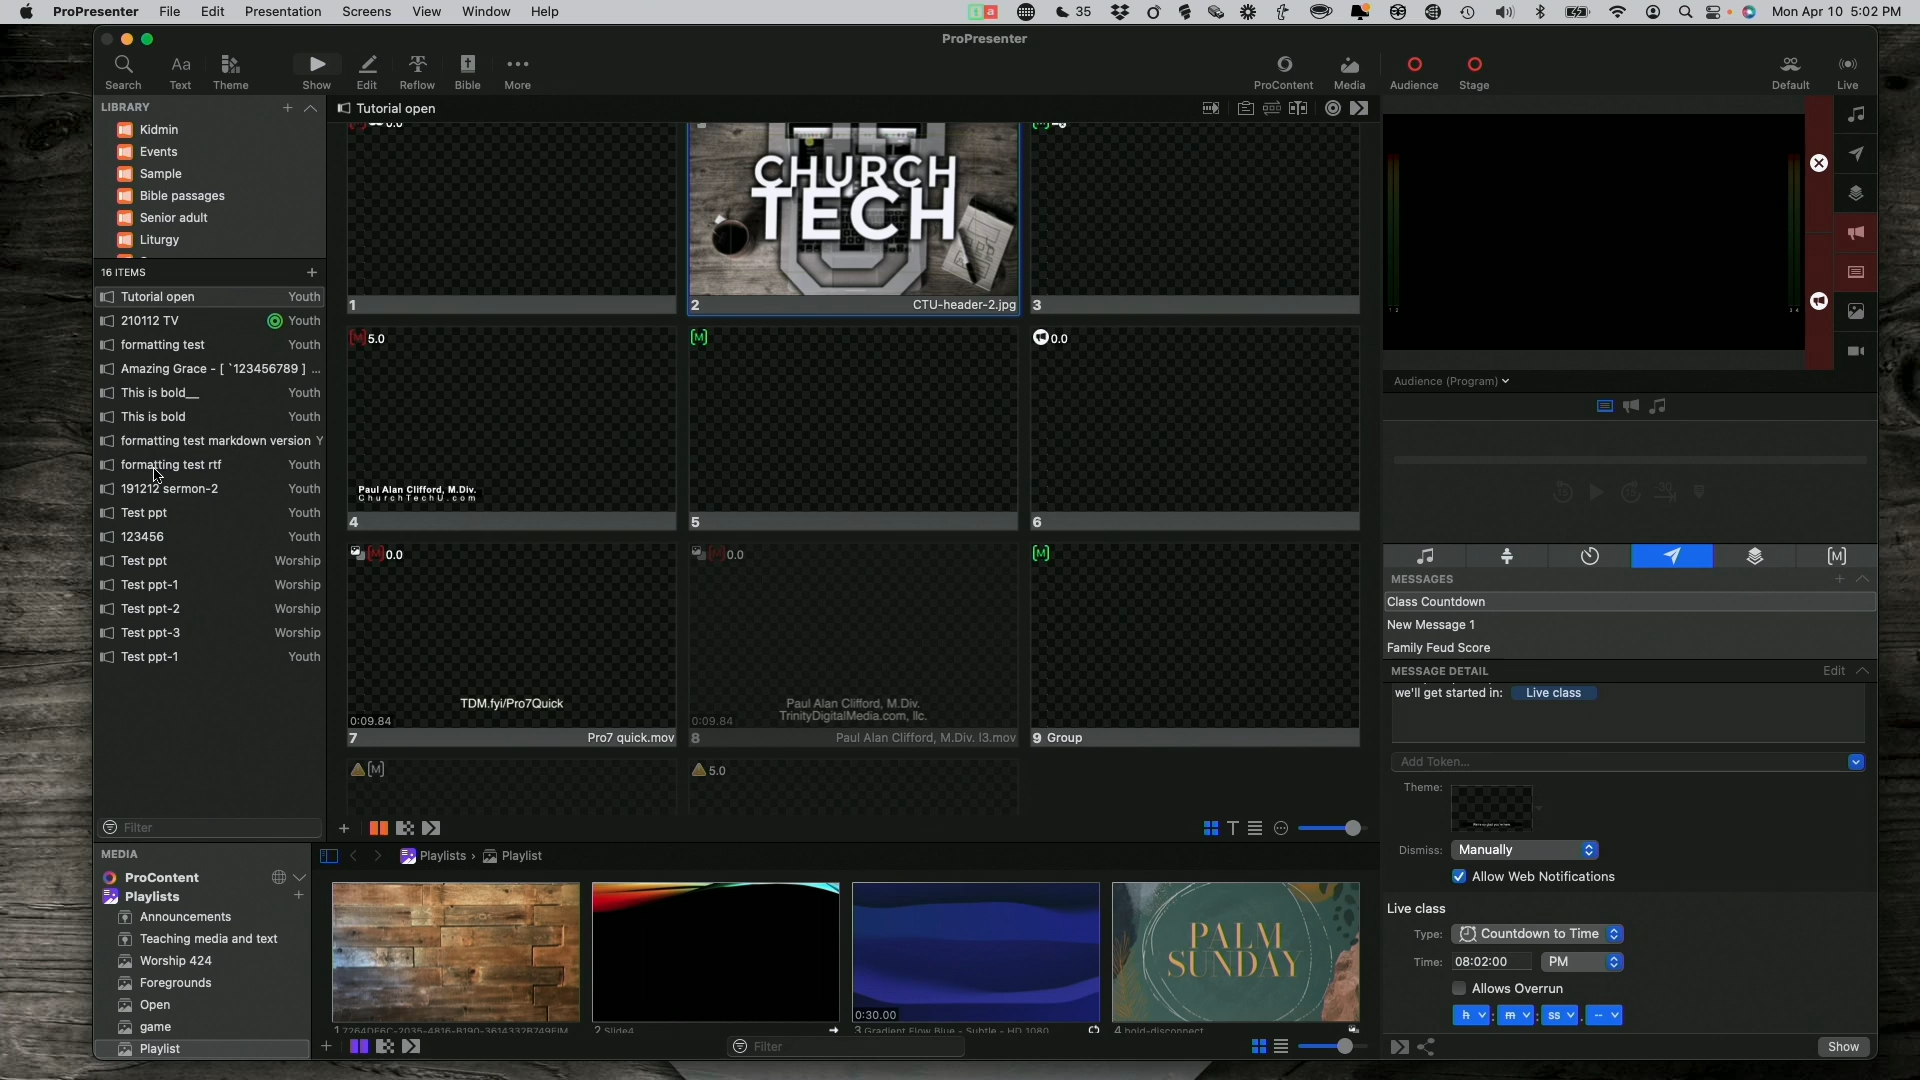 ProPresenter File Edit Presentation Screens View Window Help
35
Mon Apr 10 5:02 PM
ProPresenter
Search Text Theme Show Edit Reflow Bible More
ProContent Media Audience Stage Default Live
LIBRARY
Kidmin
Events
Sample
Bible passages
Senior adult
Liturgy
16 ITEMS
Tutorial open Youth
210112 TV Youth
formatting test Youth
Amazing Grace - [ `123456789 ] ...
This is bold__ Youth
This is bold Youth
formatting test markdown version Y
formatting test rtf Youth
191212 sermon-2 Youth
Test ppt Youth
123456 Youth
Test ppt Worship
Test ppt-1 Worship
Test ppt-2 Worship
Test ppt-3 Worship
Test ppt-1 Youth
Filter
Tutorial open
CHURCH
TECH
1
2 CTU-header-2.jpg
3
5.0
0.0
Paul Alan Clifford, M.Div.
ChurchTechU.com
4
5
6
0.0
0.0
TDM.fyi/Pro7Quick
0:09.84
Paul Alan Clifford, M.Div.
TrinityDigitalMedia.com, llc.
0:09.84
7 Pro7 quick.mov
8 Paul Alan Clifford, M.Div. l3.mov
9 Group
5.0
MEDIA
ProContent
Playlists
Announcements
Teaching media and text
Worship 424
Foregrounds
Open
game
Playlist
Playlists › Playlist
0:30.00
PALM
SUNDAY
2 Slide4
3 Gradient Flow Blue - Subtle - HD 1080
4 bold-disconnect
Filter
Audience (Program)
MESSAGES
Class Countdown
New Message 1
Family Feud Score
MESSAGE DETAIL Edit
we'll get started in: Live class
Add Token...
Theme:
Dismiss: Manually
Allow Web Notifications
Live class
Type: Countdown to Time
Time: 08:02:00 PM
Allows Overrun
h : m : ss . --
Show